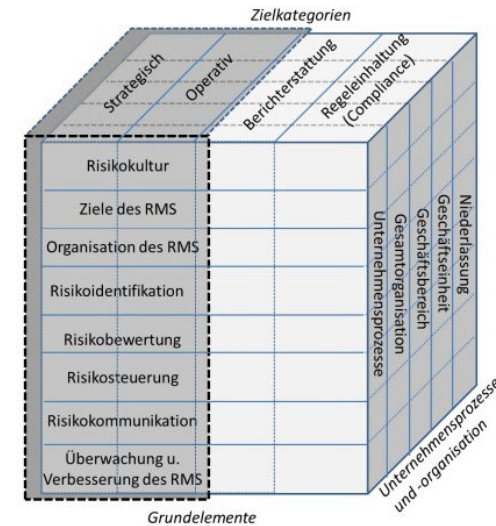 Zielkategorien
Strategisch
Operativ
Berichterstattung
Regeleinhaltung
(Compliance)
Risikokultur
Ziele des RMS
Organisation des RMS
Risikoidentifikation
Risikobewertung
Risikosteuerung
Risikokommunikation
Überwachung u.
Verbesserung des RMS
Unternehmensprozesse
Gesamtorganisation
Geschäftsbereich
Geschäftseinheit
Niederlassung
Unternehmensprozesse
und -organisation
Grundelemente